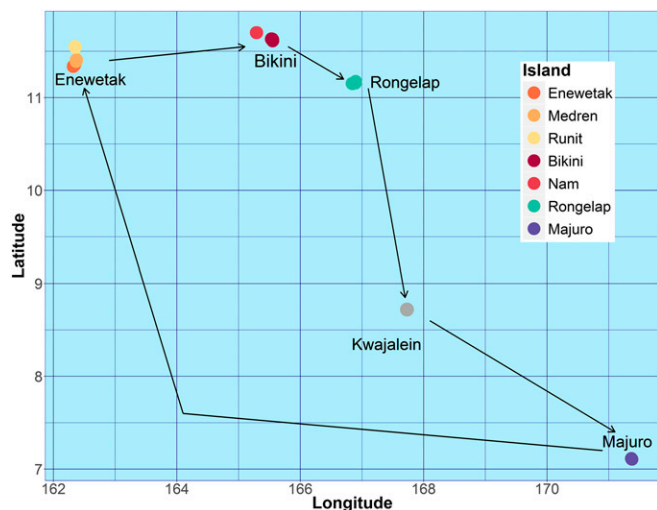 Enewetak
Bikini
Rongelap
Kwajalein
Majuro
Island
Enewetak
Medren
Runit
Bikini
Nam
Rongelap
Majuro
Latitude
11
10
9
8
7
162
164
166
168
170
Longitude